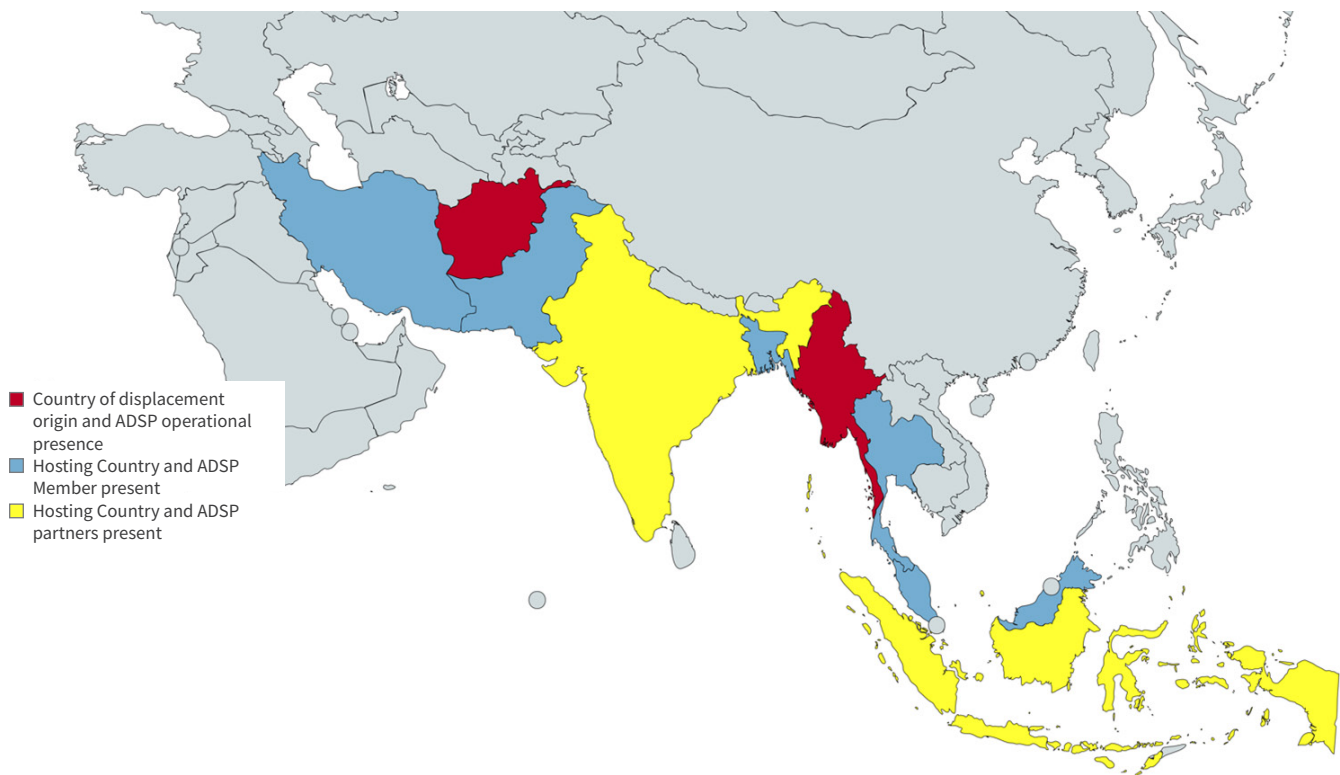 Country of displacement
origin and ADSP operational
presence
Hosting Country and ADSP
Member present
Hosting Country and ADSP
partners present